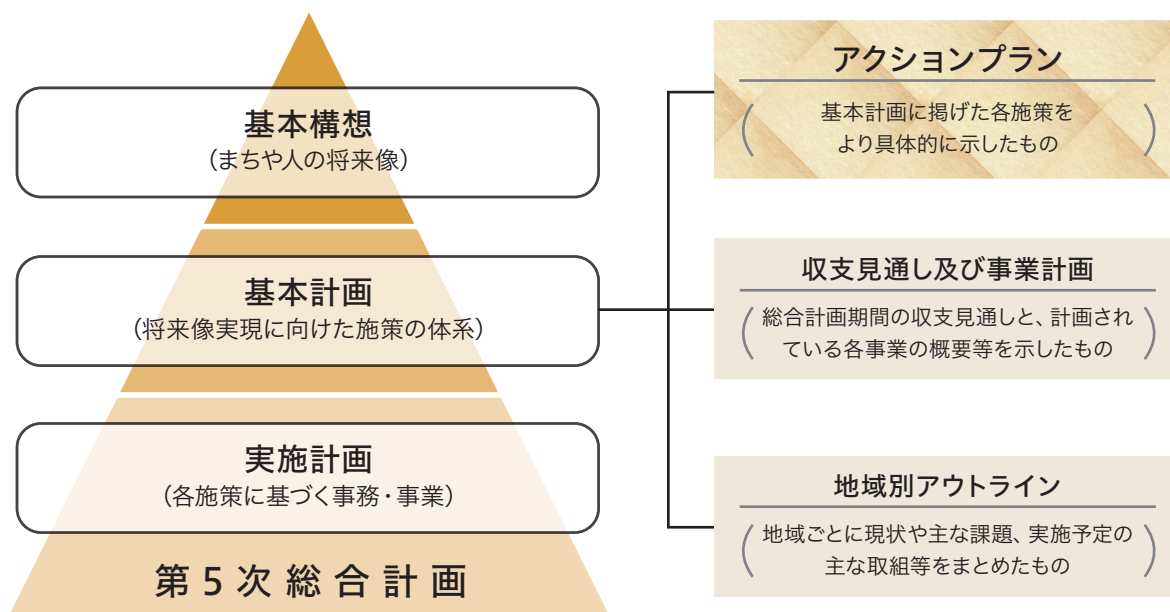 基本構想
(まちや人の将来像)
基本計画
(将来像実現に向けた施策の体系)
実施計画
(各施策に基づく事務・事業)
第5次総合計画
アクションプラン
基本計画に掲げた各施策を
より具体的に示したもの
収支見通し及び事業計画
総合計画期間の収支見通しと、計画され
ている各事業の概要等を示したもの
地域別アウトライン
地域ごとに現状や主な課題、実施予定の
主な取組等をまとめたもの